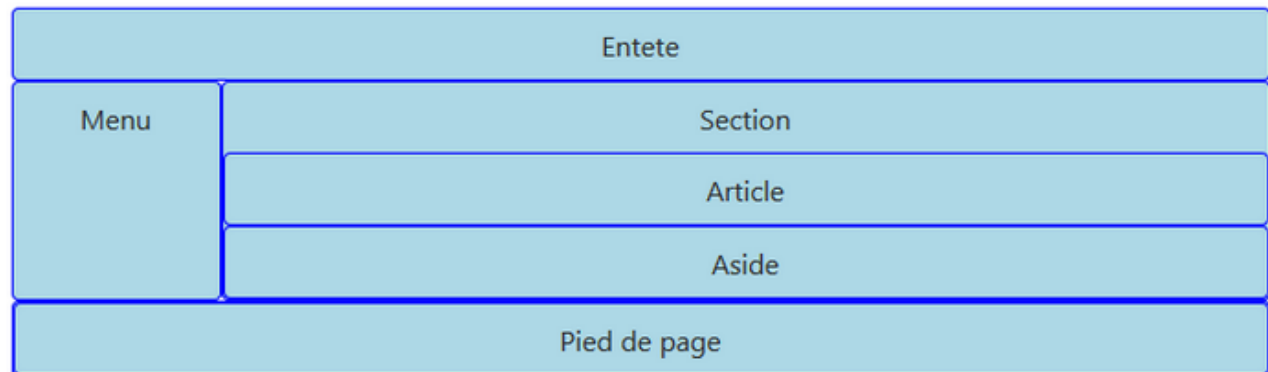 Entete
Menu
Section
Article
Aside
Pied de page